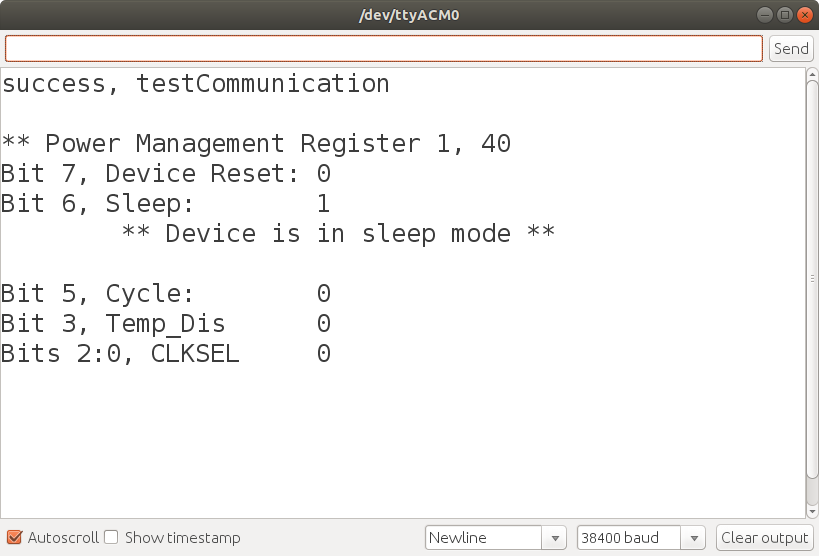 /dev/ttyACM0
Send
success, testCommunication
** Power Management Register 1, 40
Bit 7, Device Reset: 0
Bit 6, Sleep: 1
** Device is in sleep mode **
Bit 5, Cycle: 0
Bit 3, Temp_Dis 0
Bits 2:0, CLKSEL 0
Autoscroll Show timestamp Newline 38400 baud Clear output